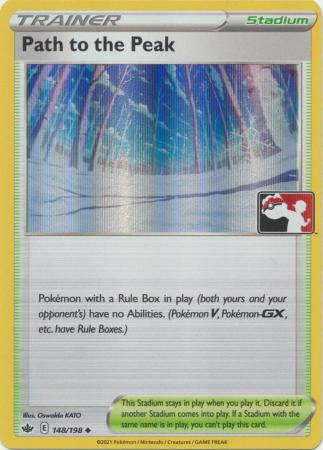 TRAINER Stadium
Path to the Peak
Pokémon with a Rule Box in play (both yours and your
opponent's) have no Abilities. (Pokémon V, Pokémon-GX,
etc. have Rule Boxes.)
Illus. Oswaldo KATO
E 148/198
This Stadium stays in play when you play it. Discard it
if another Stadium comes into play. If a Stadium with the
same name is in play, you can't play this card.
©2021 Pokémon / Nintendo / Creatures / GAME FREAK